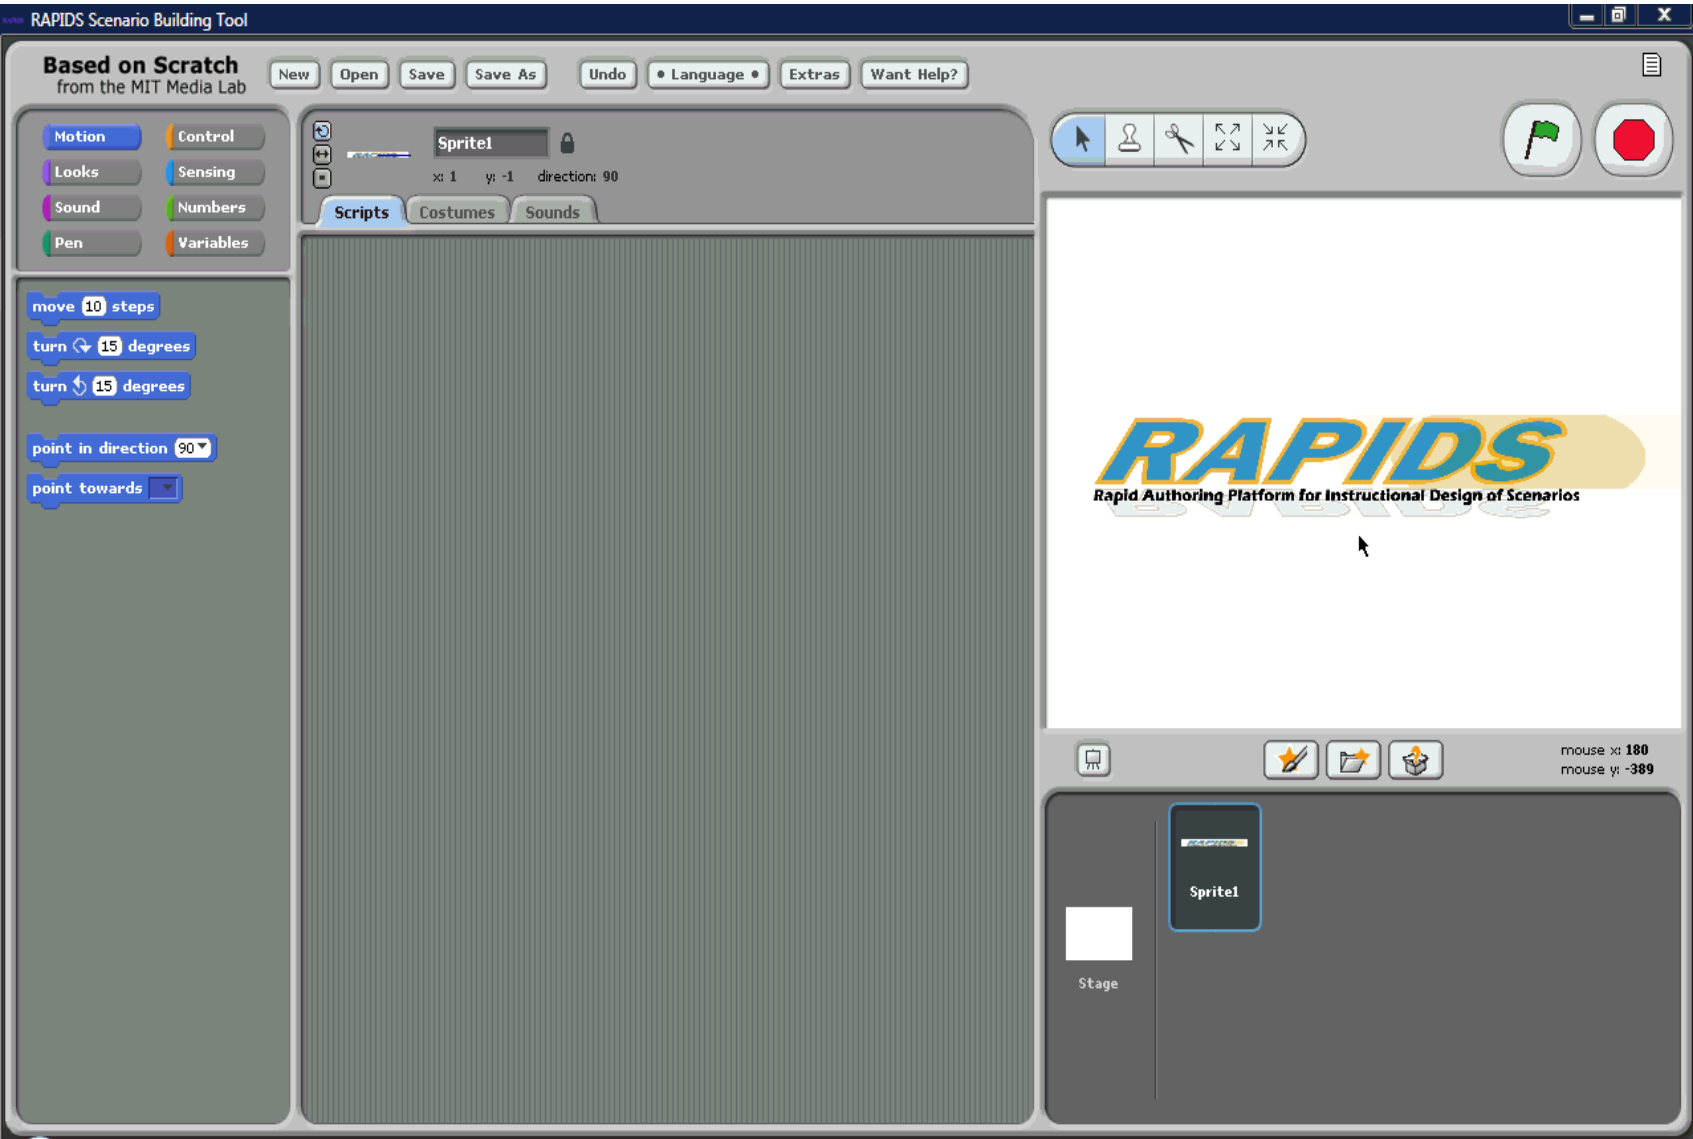 RAPIDS Scenario Building Tool
Based on Scratch
from the MIT Media Lab
New Open Save Save As Undo • Language • Extras Want Help?
Motion Control
Looks Sensing
Sound Numbers
Pen Variables
move 10 steps
turn 15 degrees
turn 15 degrees
point in direction 90
point towards
Sprite1
x: 1 y: -1 direction: 90
Scripts Costumes Sounds
RAPIDS
Rapid Authoring Platform for Instructional Design of Scenarios
mouse x: 180
mouse y: -389
Sprite1
Stage